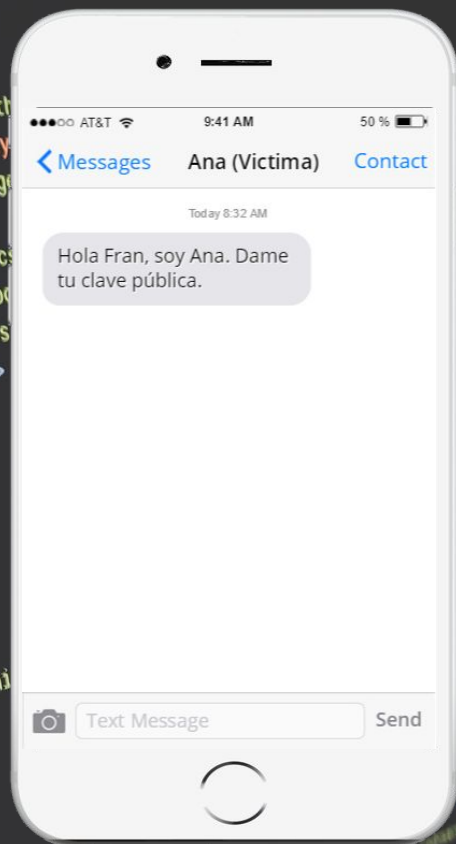 AT&T 9:41 AM 50 %
Messages Ana (Victima) Contact
Today 8:32 AM
Hola Fran, soy Ana. Dame
tu clave pública.
Text Message Send